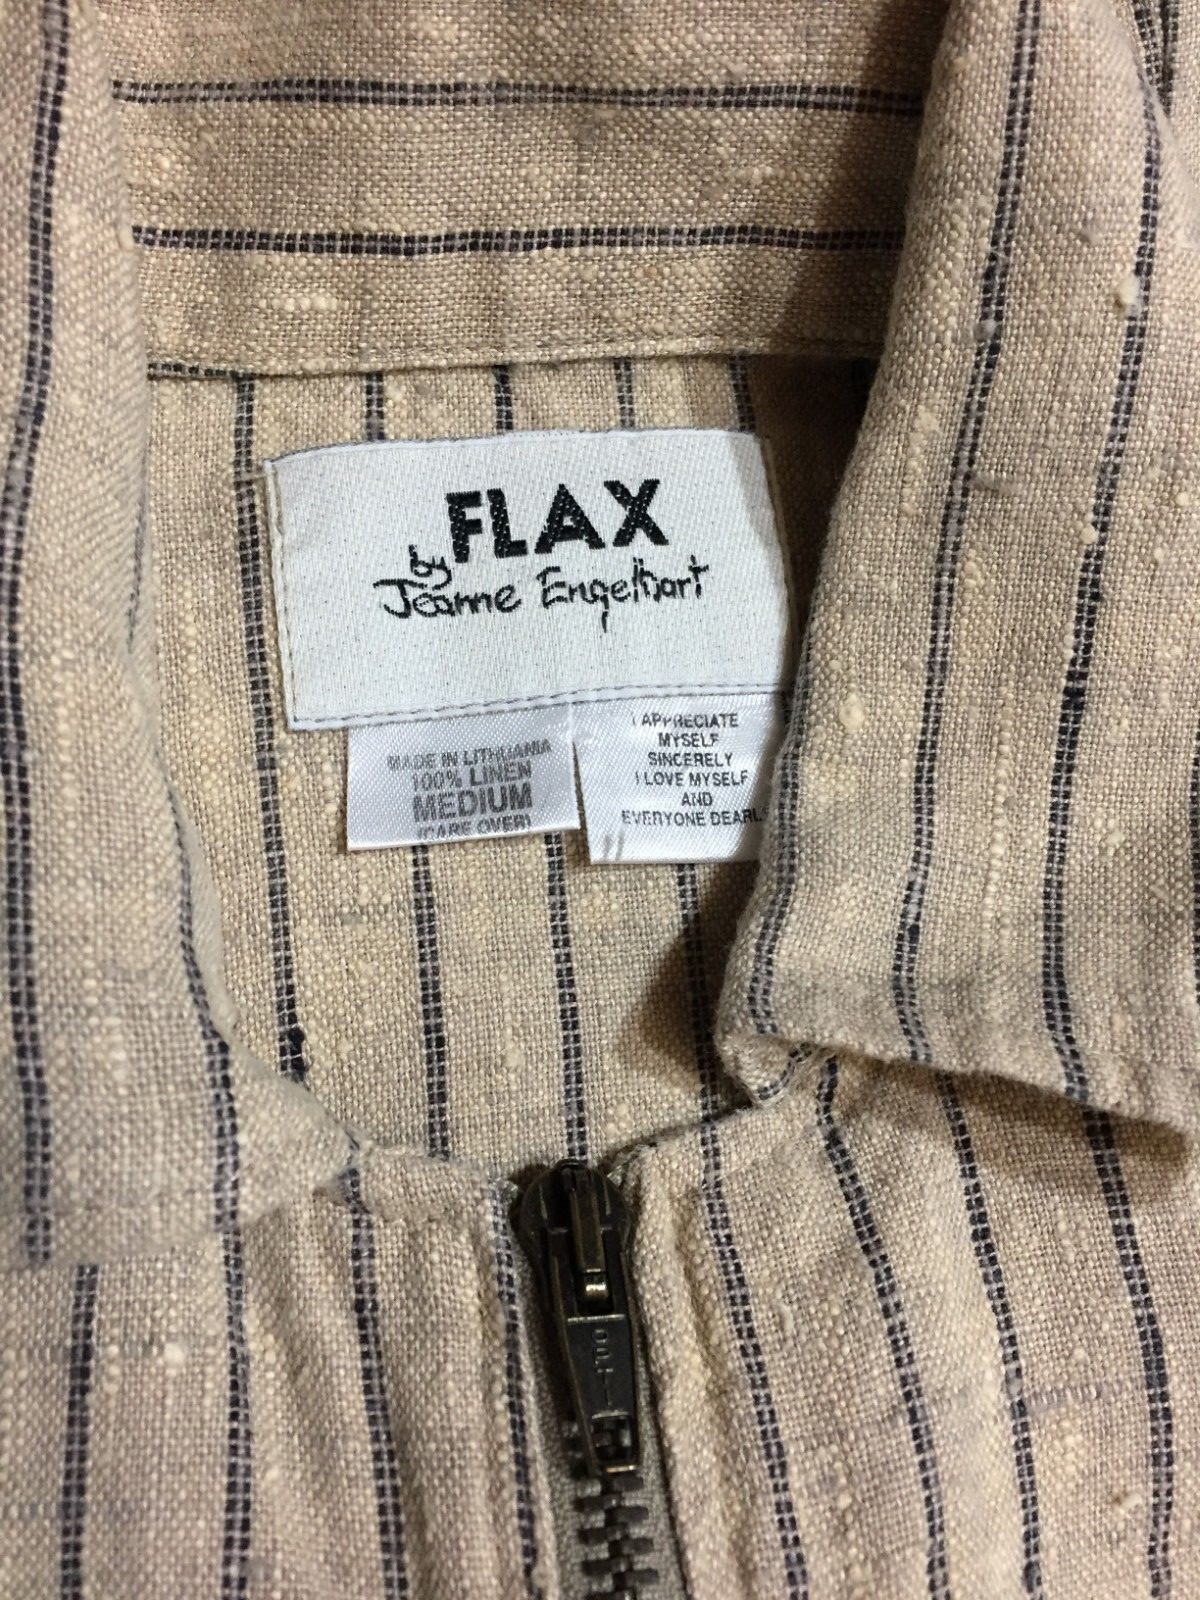 FLAX
by
Jeanne Engelhart
MADE IN LITHUANIA
100% LINEN
MEDIUM
(CARE OVER)
I APPRECIATE
MYSELF
SINCERELY
I LOVE MYSELF
AND
EVERYONE DEARL